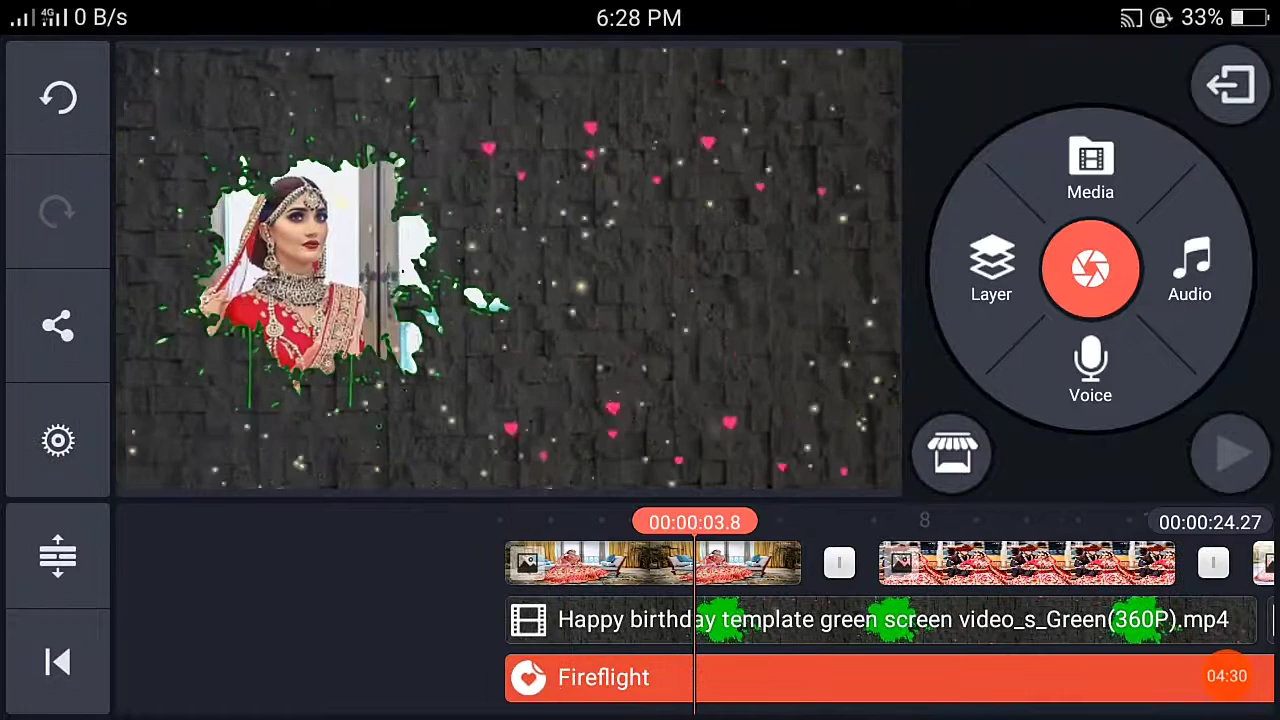 4G 0 B/s
6:28 PM
33%
Media
Layer
Audio
Voice
00:00:03.8
8
00:00:24.27
Happy birthday template green screen video_s_Green(360P).mp4
Fireflight
04:30